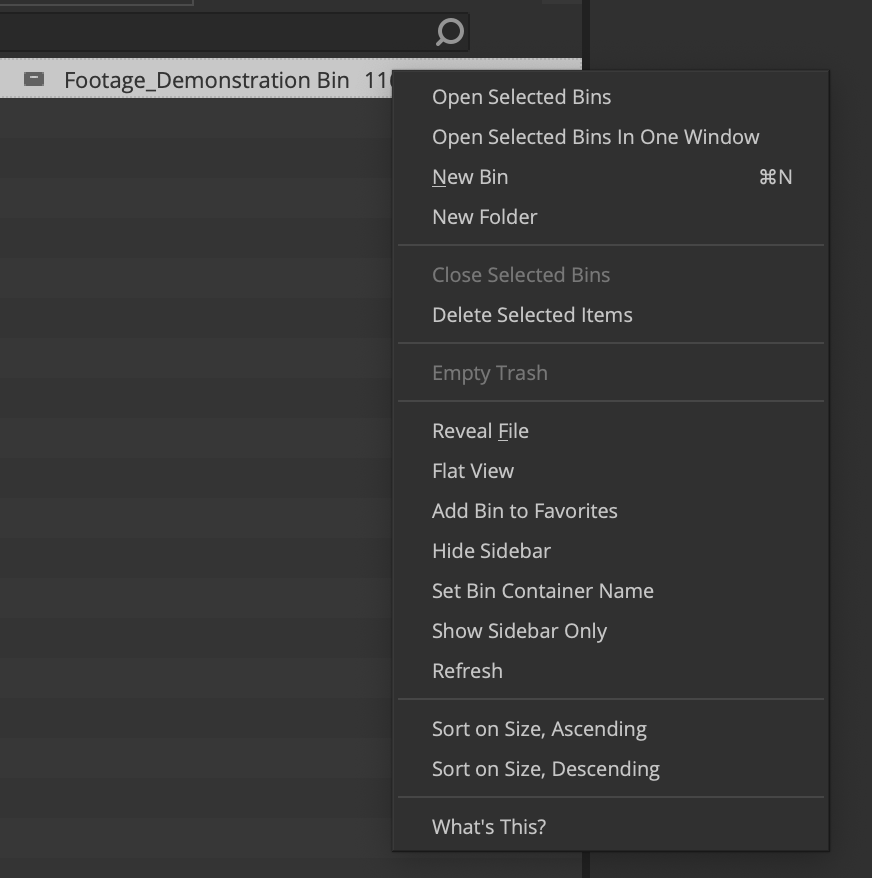 Footage_Demonstration Bin
Open Selected Bins
Open Selected Bins In One Window
New Bin ⌘N
New Folder
Close Selected Bins
Delete Selected Items
Empty Trash
Reveal File
Flat View
Add Bin to Favorites
Hide Sidebar
Set Bin Container Name
Show Sidebar Only
Refresh
Sort on Size, Ascending
Sort on Size, Descending
What's This?